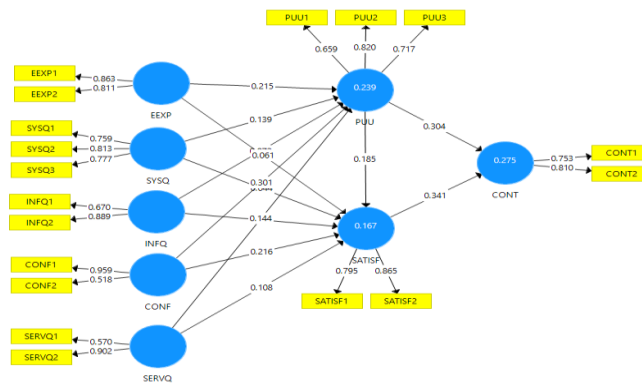 PUU1
PUU2
PUU3
0.659
0.820
0.717
EEXP1
EEXP2
0.863
0.811
EEXP
0.215
0.239
PUU
SYSQ1
SYSQ2
SYSQ3
0.759
0.813
0.777
SYSQ
0.139
0.061
0.304
0.185
0.275
CONT
0.753
0.810
CONT1
CONT2
INFQ1
INFQ2
0.670
0.889
INFQ
0.301
0.144
0.341
0.167
SATISF
CONF1
CONF2
0.959
0.518
CONF
0.216
0.108
0.795
0.865
SATISF1
SATISF2
SERVQ1
SERVQ2
0.570
0.902
SERVQ